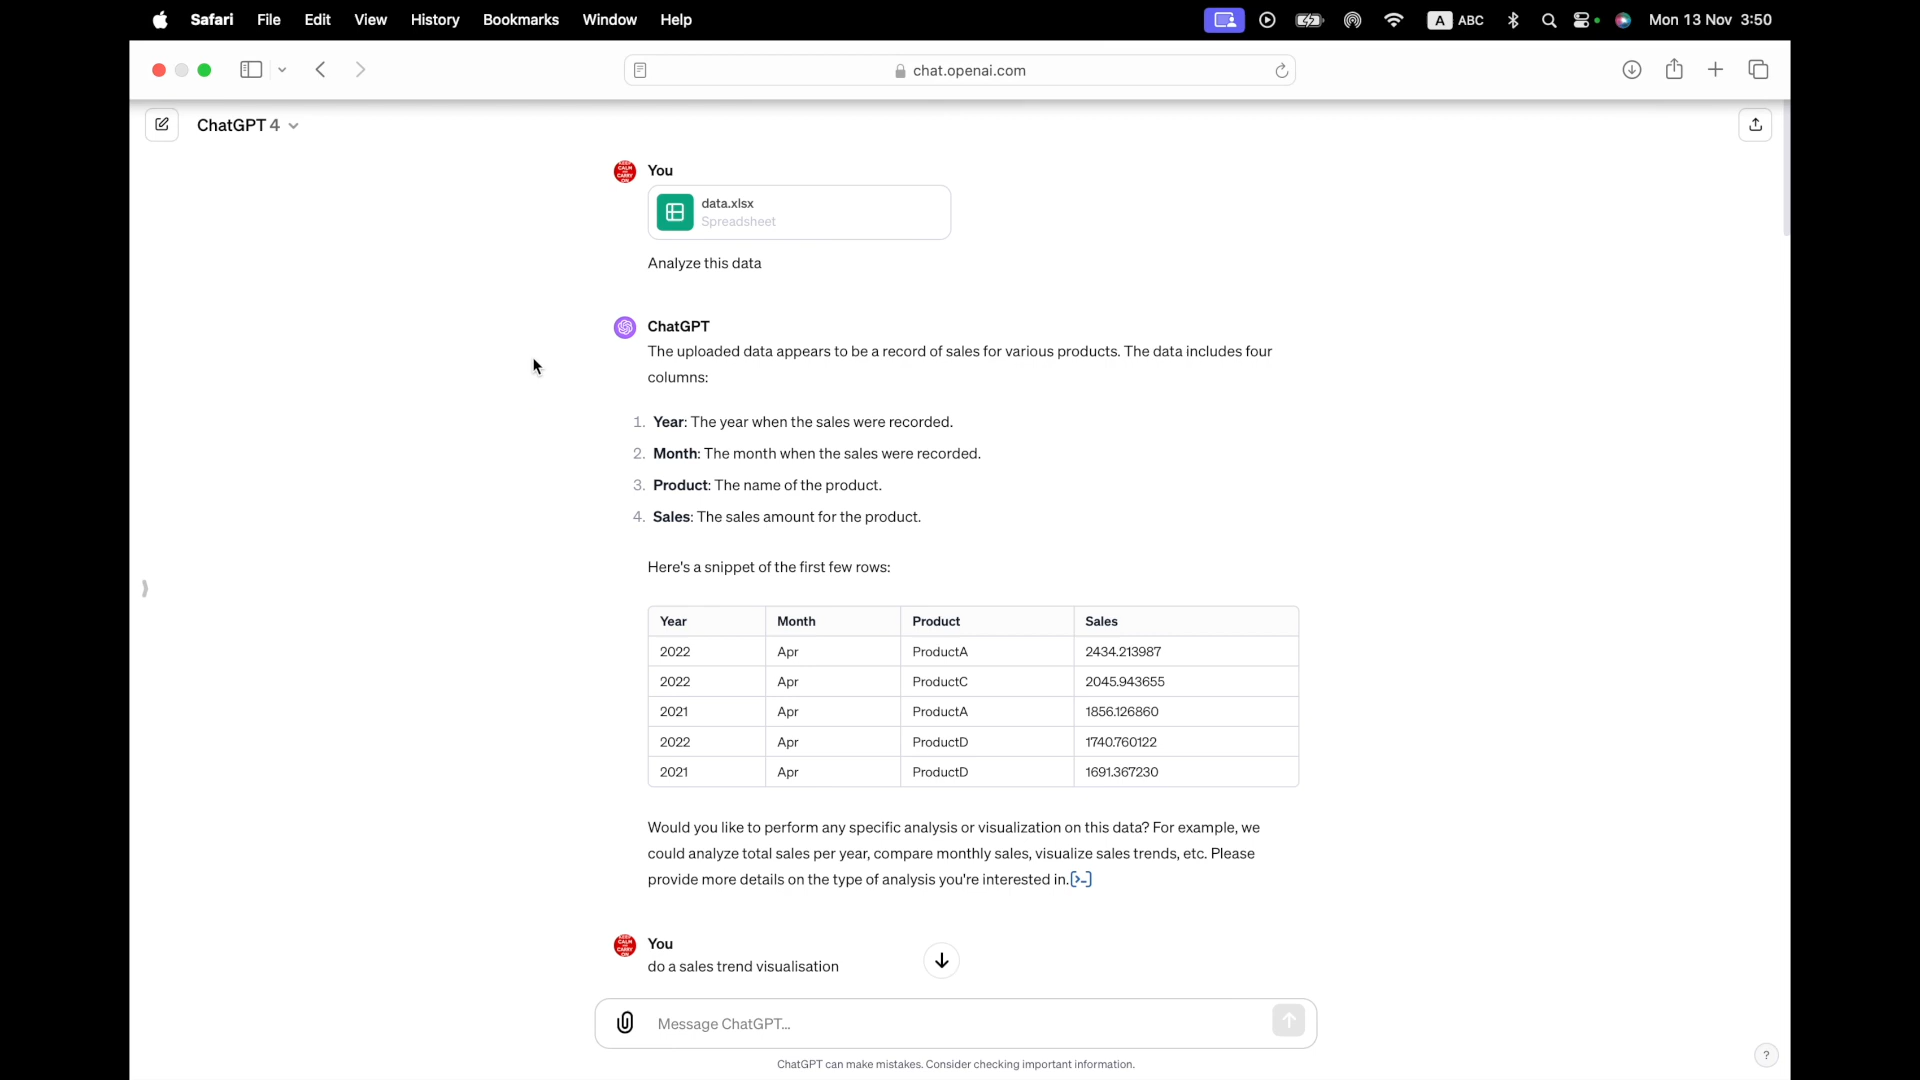 Safari File Edit View History Bookmarks Window Help A ABC Mon 13 Nov 3:50
chat.openai.com
ChatGPT 4
You
data.xlsx
Spreadsheet
Analyze this data
ChatGPT
The uploaded data appears to be a record of sales for various products. The data includes four
columns:
1. Year: The year when the sales were recorded.
2. Month: The month when the sales were recorded.
3. Product: The name of the product.
4. Sales: The sales amount for the product.
Here's a snippet of the first few rows:
Year Month Product Sales
2022 Apr ProductA 2434.213987
2022 Apr ProductC 2045.943655
2021 Apr ProductA 1856.126860
2022 Apr ProductD 1740.760122
2021 Apr ProductD 1691.367230
Would you like to perform any specific analysis or visualization on this data? For example, we
could analyze total sales per year, compare monthly sales, visualize sales trends, etc. Please
provide more details on the type of analysis you're interested in. [>-]
You
do a sales trend visualisation
Message ChatGPT...
ChatGPT can make mistakes. Consider checking important information.
?